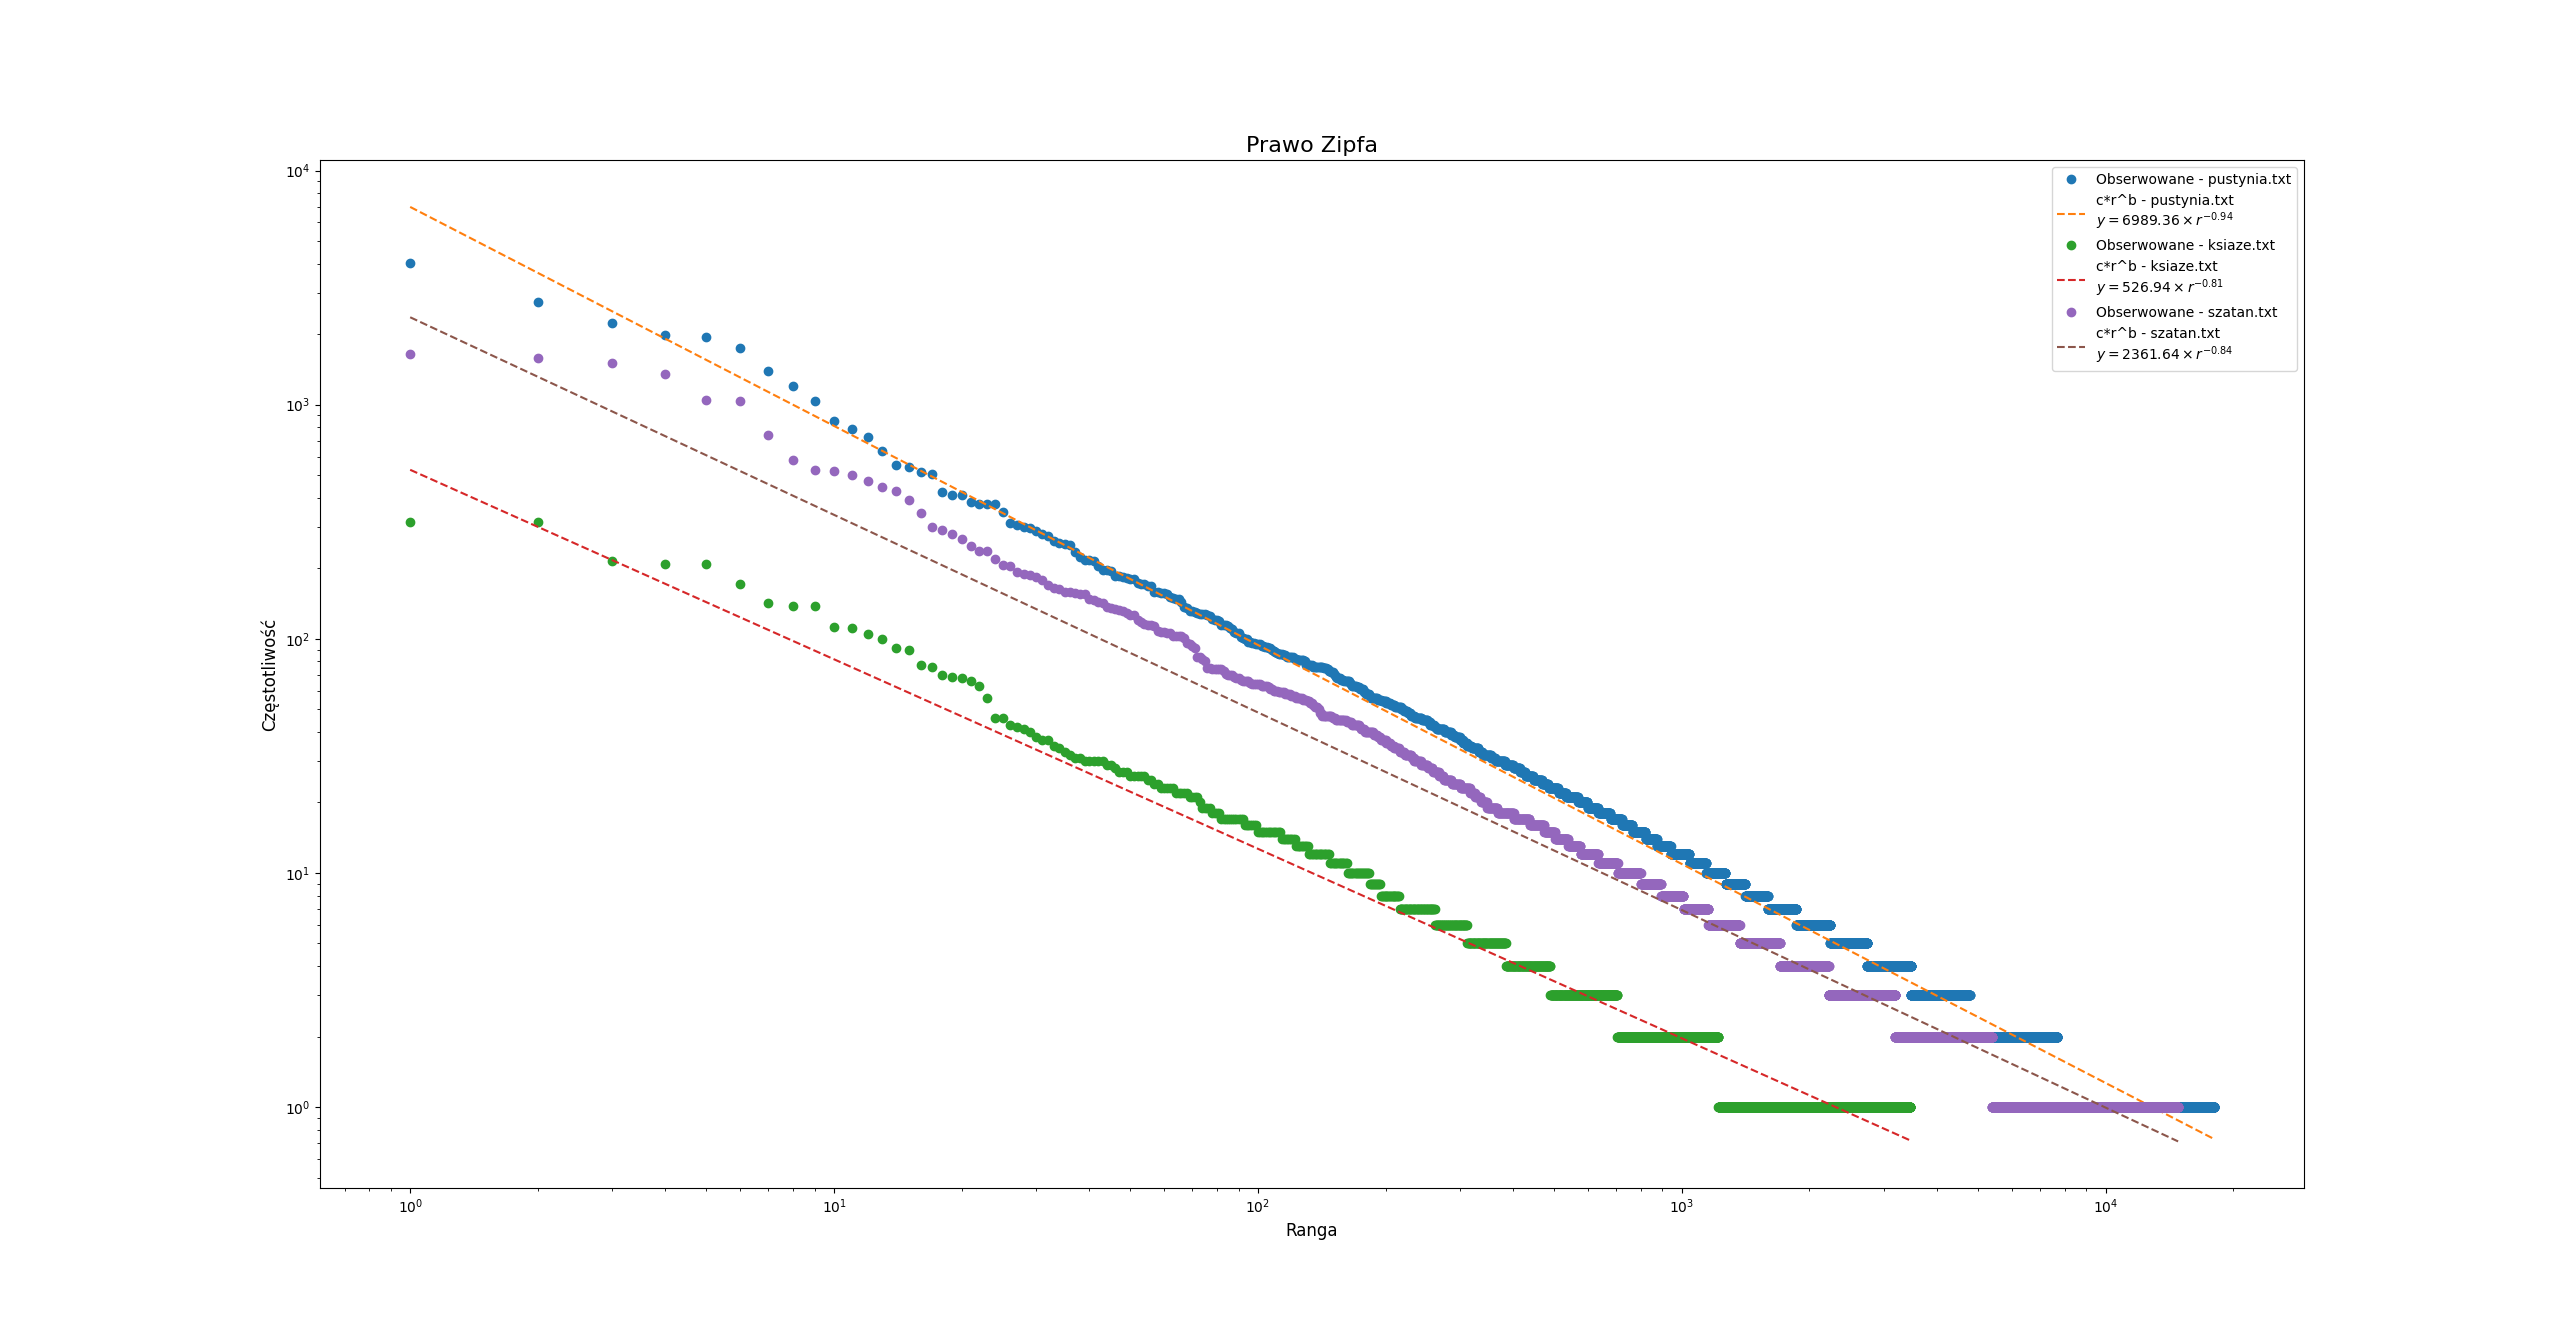 Prawo Zipfa
10^4
10^3
10^2
10^1
10^0
Częstotliwość
10^0
10^1
10^2
10^3
10^4
Ranga
Obserwowane - pustynia.txt
c*r^b - pustynia.txt
y = 6989.36 × r^{-0.94}
Obserwowane - ksiaze.txt
c*r^b - ksiaze.txt
y = 526.94 × r^{-0.81}
Obserwowane - szatan.txt
c*r^b - szatan.txt
y = 2361.64 × r^{-0.84}